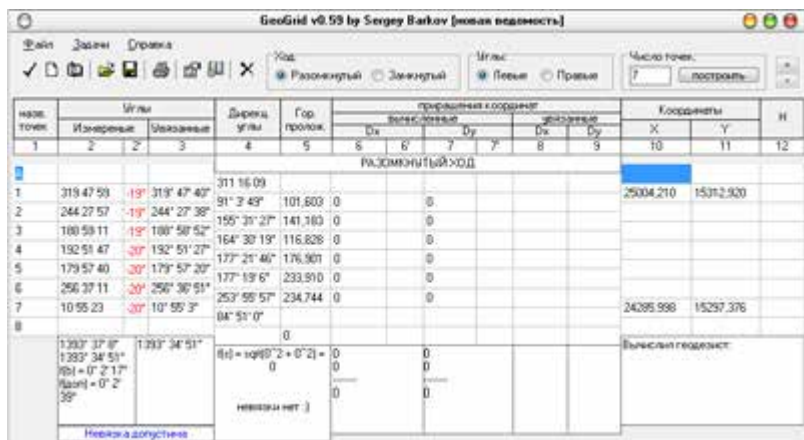 GeoGrid v0.59 by Sergey Barkov [новая ведомость]
Файл Задачи Справка
Ход Углы Число точек
Разомкнутый Замкнутый Левые Правые 7 построить
назв. точек Углы Дирекц. углы Гор. пролож. приращения координат Координаты H
Измеренные Увязанные вычисленные увязанные X Y
Dx Dy Dx Dy
1 2 2' 3 4 5 6 6' 7 7' 8 9 10 11 12
РАЗОМКНУТЫЙ ХОД
311 16 09
1 319 47 59 -19" 319° 47' 40" 25004,210 15312,920
91° 3' 49" 101,603 0 0
2 244 27 57 -19" 244° 27' 38"
155° 31' 27" 141,183 0 0
3 188 59 11 -19" 188° 58' 52"
164° 30' 19" 116,828 0 0
4 192 51 47 -20" 192° 51' 27"
177° 21' 46" 176,901 0 0
5 179 57 40 -20" 179° 57' 20"
177° 19' 6" 233,910 0 0
6 256 37 11 -20" 256° 36' 51"
253° 55' 57" 234,744 0 0
7 10 55 23 -20" 10° 55' 3" 24285,998 15297,376
84° 51' 0"
8
0
1393° 37' 8" 1393° 34' 51" f(s) = sqrt(0^2 + 0^2) = 0 0 Вычислил геодезист:
1393° 34' 51" 0 0 0
f(b) = 0° 2' 17" ------ ------
f(доп) = 0° 2' 0 0
39" невязки нет :)
Невязка допустима